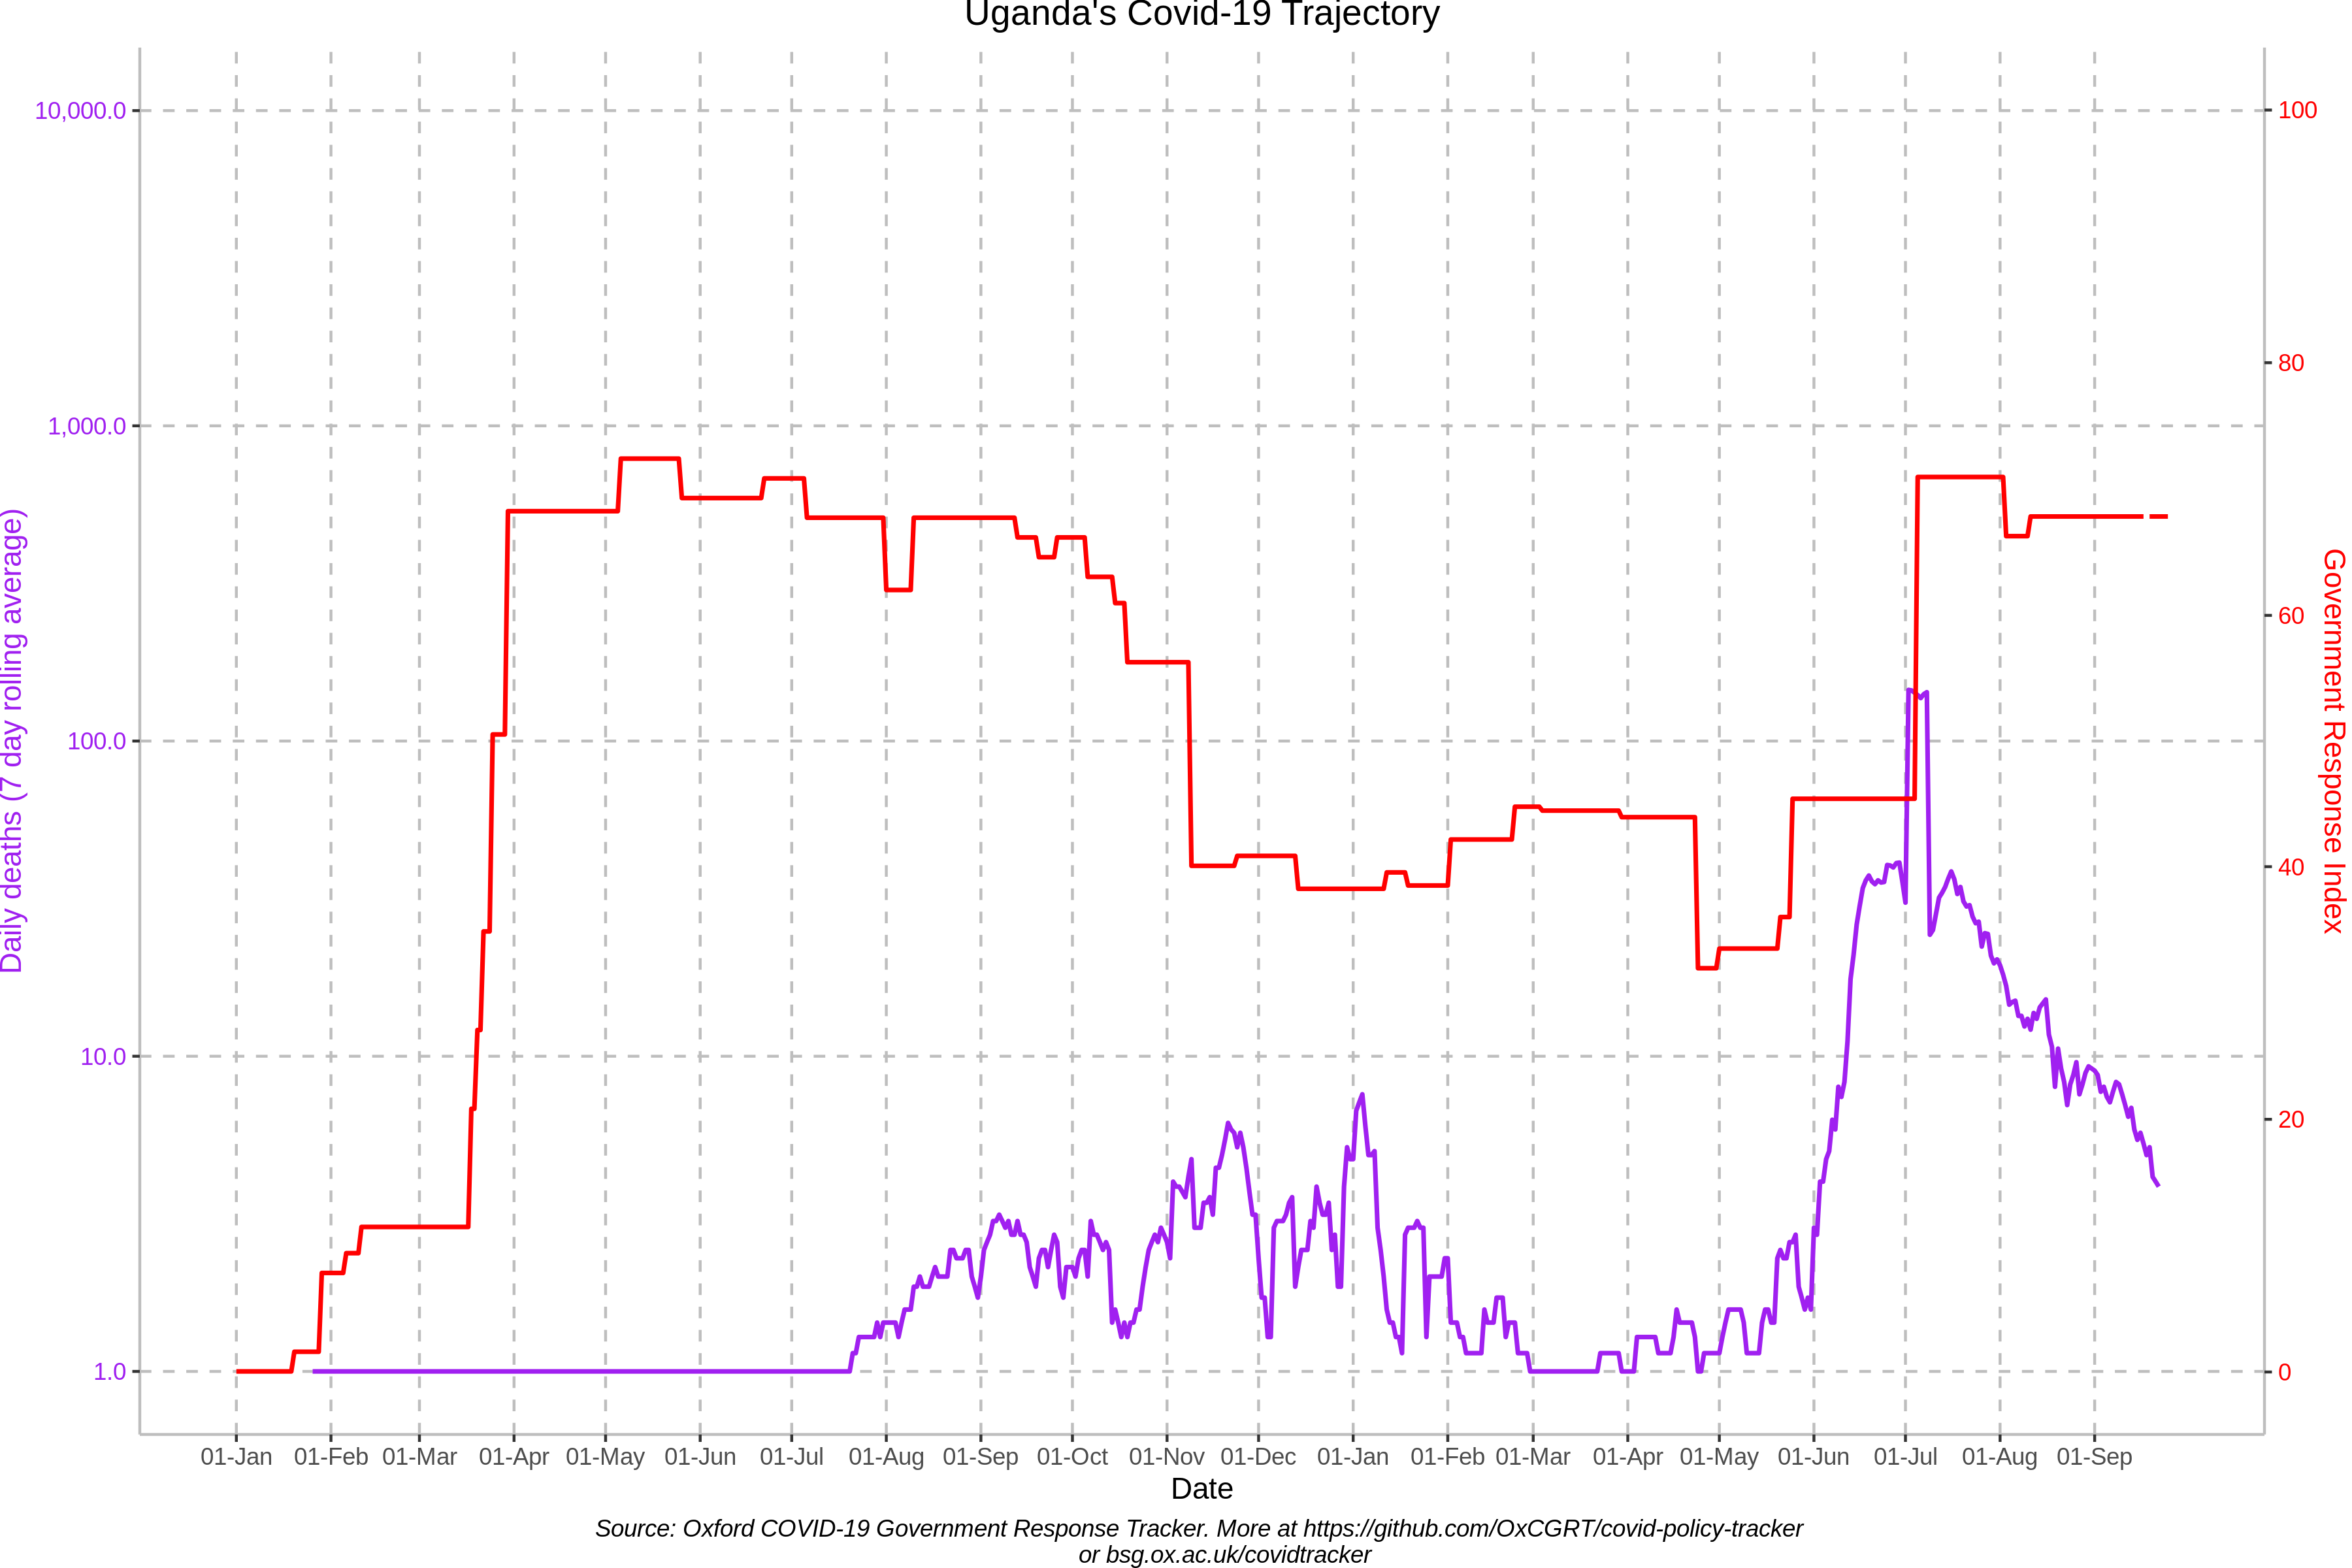 Uganda's Covid-19 Trajectory
10,000.0
1,000.0
100.0
10.0
1.0
Daily deaths (7 day rolling average)
100
80
60
40
20
0
Government Response Index
01-Jan 01-Feb 01-Mar 01-Apr 01-May 01-Jun 01-Jul 01-Aug 01-Sep 01-Oct 01-Nov 01-Dec 01-Jan 01-Feb 01-Mar 01-Apr 01-May 01-Jun 01-Jul 01-Aug 01-Sep
Date
Source: Oxford COVID-19 Government Response Tracker. More at https://github.com/OxCGRT/covid-policy-tracker
or bsg.ox.ac.uk/covidtracker